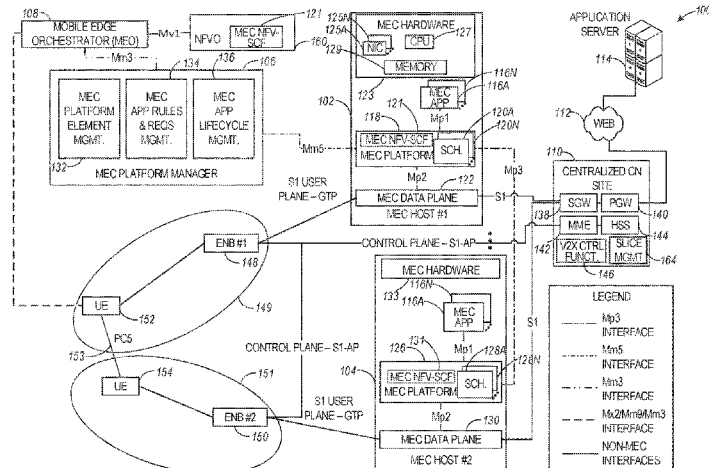 108
MOBILE EDGE
ORCHESTRATOR (MEO)
Mv1
NFVO
MEC NFV-
SCF
121
160
Mm3
134
136
106
MEC
PLATFORM
ELEMENT
MGMT.
MEC
APP RULES
& REQS
MGMT.
MEC
APP
LIFECYCLE
MGMT.
132
MEC PLATFORM MANAGER
Mm5
102
125N
125A
129
MEC HARDWARE
NIC
CPU
127
MEMORY
123
116N
116A
MEC
APP
Mp1
118
121
120A
120N
MEC NFV-SCF
MEC PLATFORM
SCH.
Mp2
122
MEC DATA PLANE
MEC HOST #1
Mp3
S1
S1 USER
PLANE –
GTP
APPLICATION
SERVER
100
114
112
WEB
110
CENTRALIZED CN
SITE
SGW
PGW
138
140
MME
HSS
142
144
V2X CTRL
FUNCT.
SLICE
MGMT
146
164
ENB #1
148
149
CONTROL PLANE – S1-AP
UE
152
PC5
153
CONTROL PLANE – S1-AP
UE
154
151
ENB #2
150
S1 USER
PLANE –
GTP
104
MEC HARDWARE
133
116N
116A
MEC
APP
Mp1
126
131
128A
128N
MEC NFV-SCF
MEC PLATFORM
SCH.
Mp2
130
MEC DATA PLANE
MEC HOST #2
S1
LEGEND
Mp3
INTERFACE
Mm5
INTERFACE
Mm3
INTERFACE
Mx2/Mm9/Mm3
INTERFACE
NON-MEC
INTERFACES